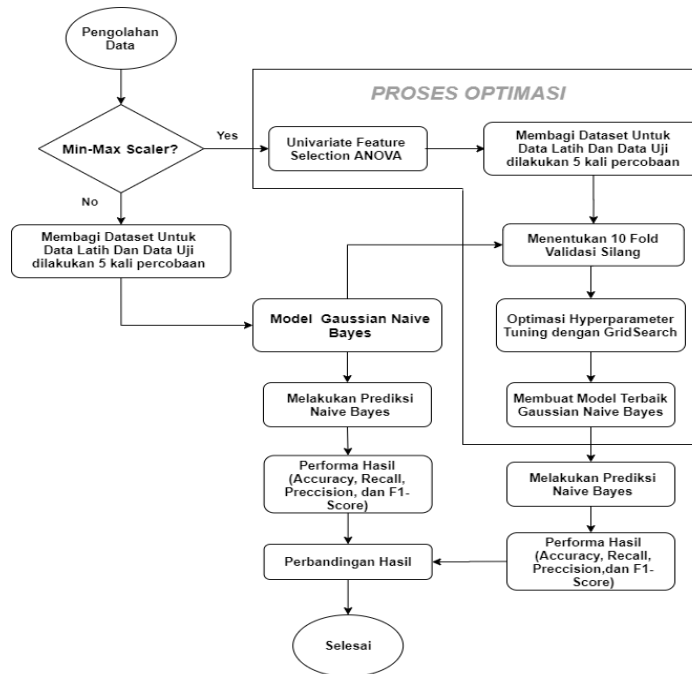 Pengolahan
Data
PROSES OPTIMASI
Min-Max Scaler?
Yes
Univariate Feature
Selection ANOVA
Membagi Dataset Untuk
Data Latih Dan Data Uji
dilakukan 5 kali percobaan
No
Membagi Dataset Untuk
Data Latih Dan Data Uji
dilakukan 5 kali percobaan
Menentukan 10 Fold
Validasi Silang
Model Gaussian Naive
Bayes
Optimasi Hyperparameter
Tuning dengan GridSearch
Melakukan Prediksi
Naive Bayes
Membuat Model Terbaik
Gaussian Naive Bayes
Performa Hasil
(Accuracy, Recall,
Preccision, dan F1-
Score)
Melakukan Prediksi
Naive Bayes
Perbandingan Hasil
Performa Hasil
(Accuracy, Recall,
Preccision,dan F1-
Score)
Selesai